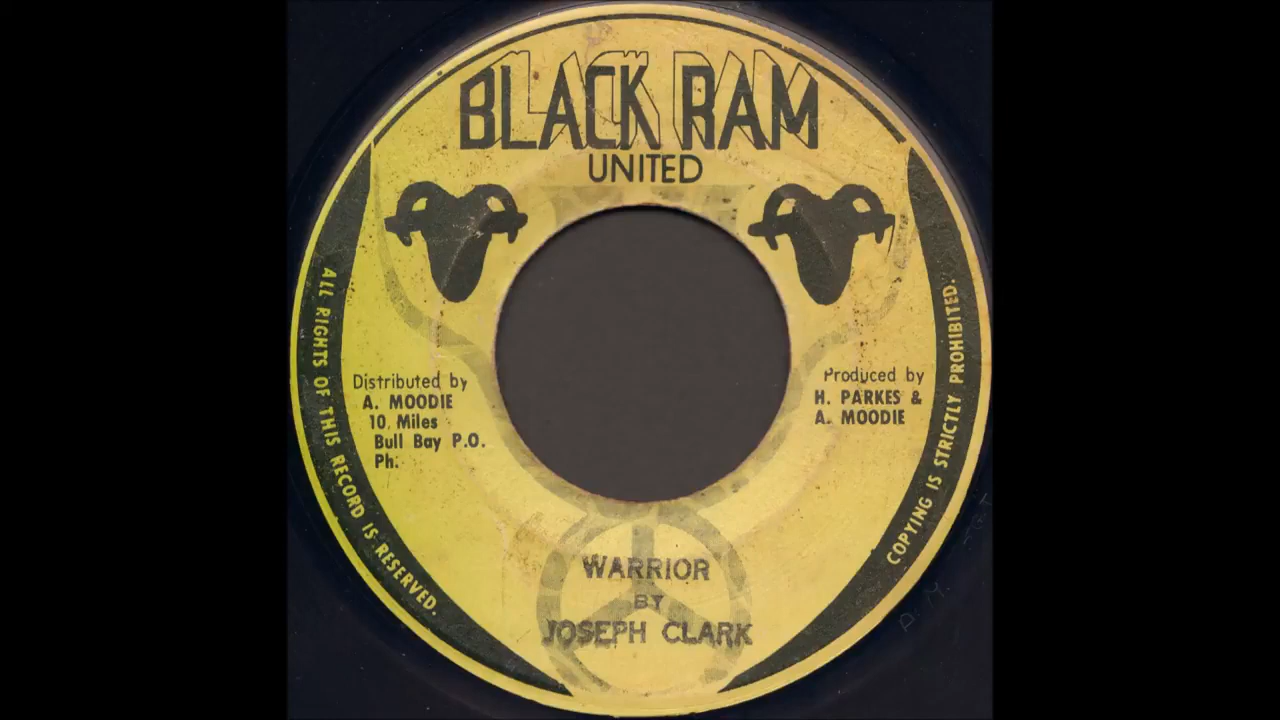 BLACK RAM
UNITED
ALL RIGHTS OF THIS RECORD IS RESERVED.
COPYING IS STRICTLY PROHIBITED.
Distributed by
A. MOODIE
10 Miles
Bull Bay P.O.
Ph.
Produced by
H. PARKES &
A. MOODIE
WARRIOR
BY
JOSEPH CLARK